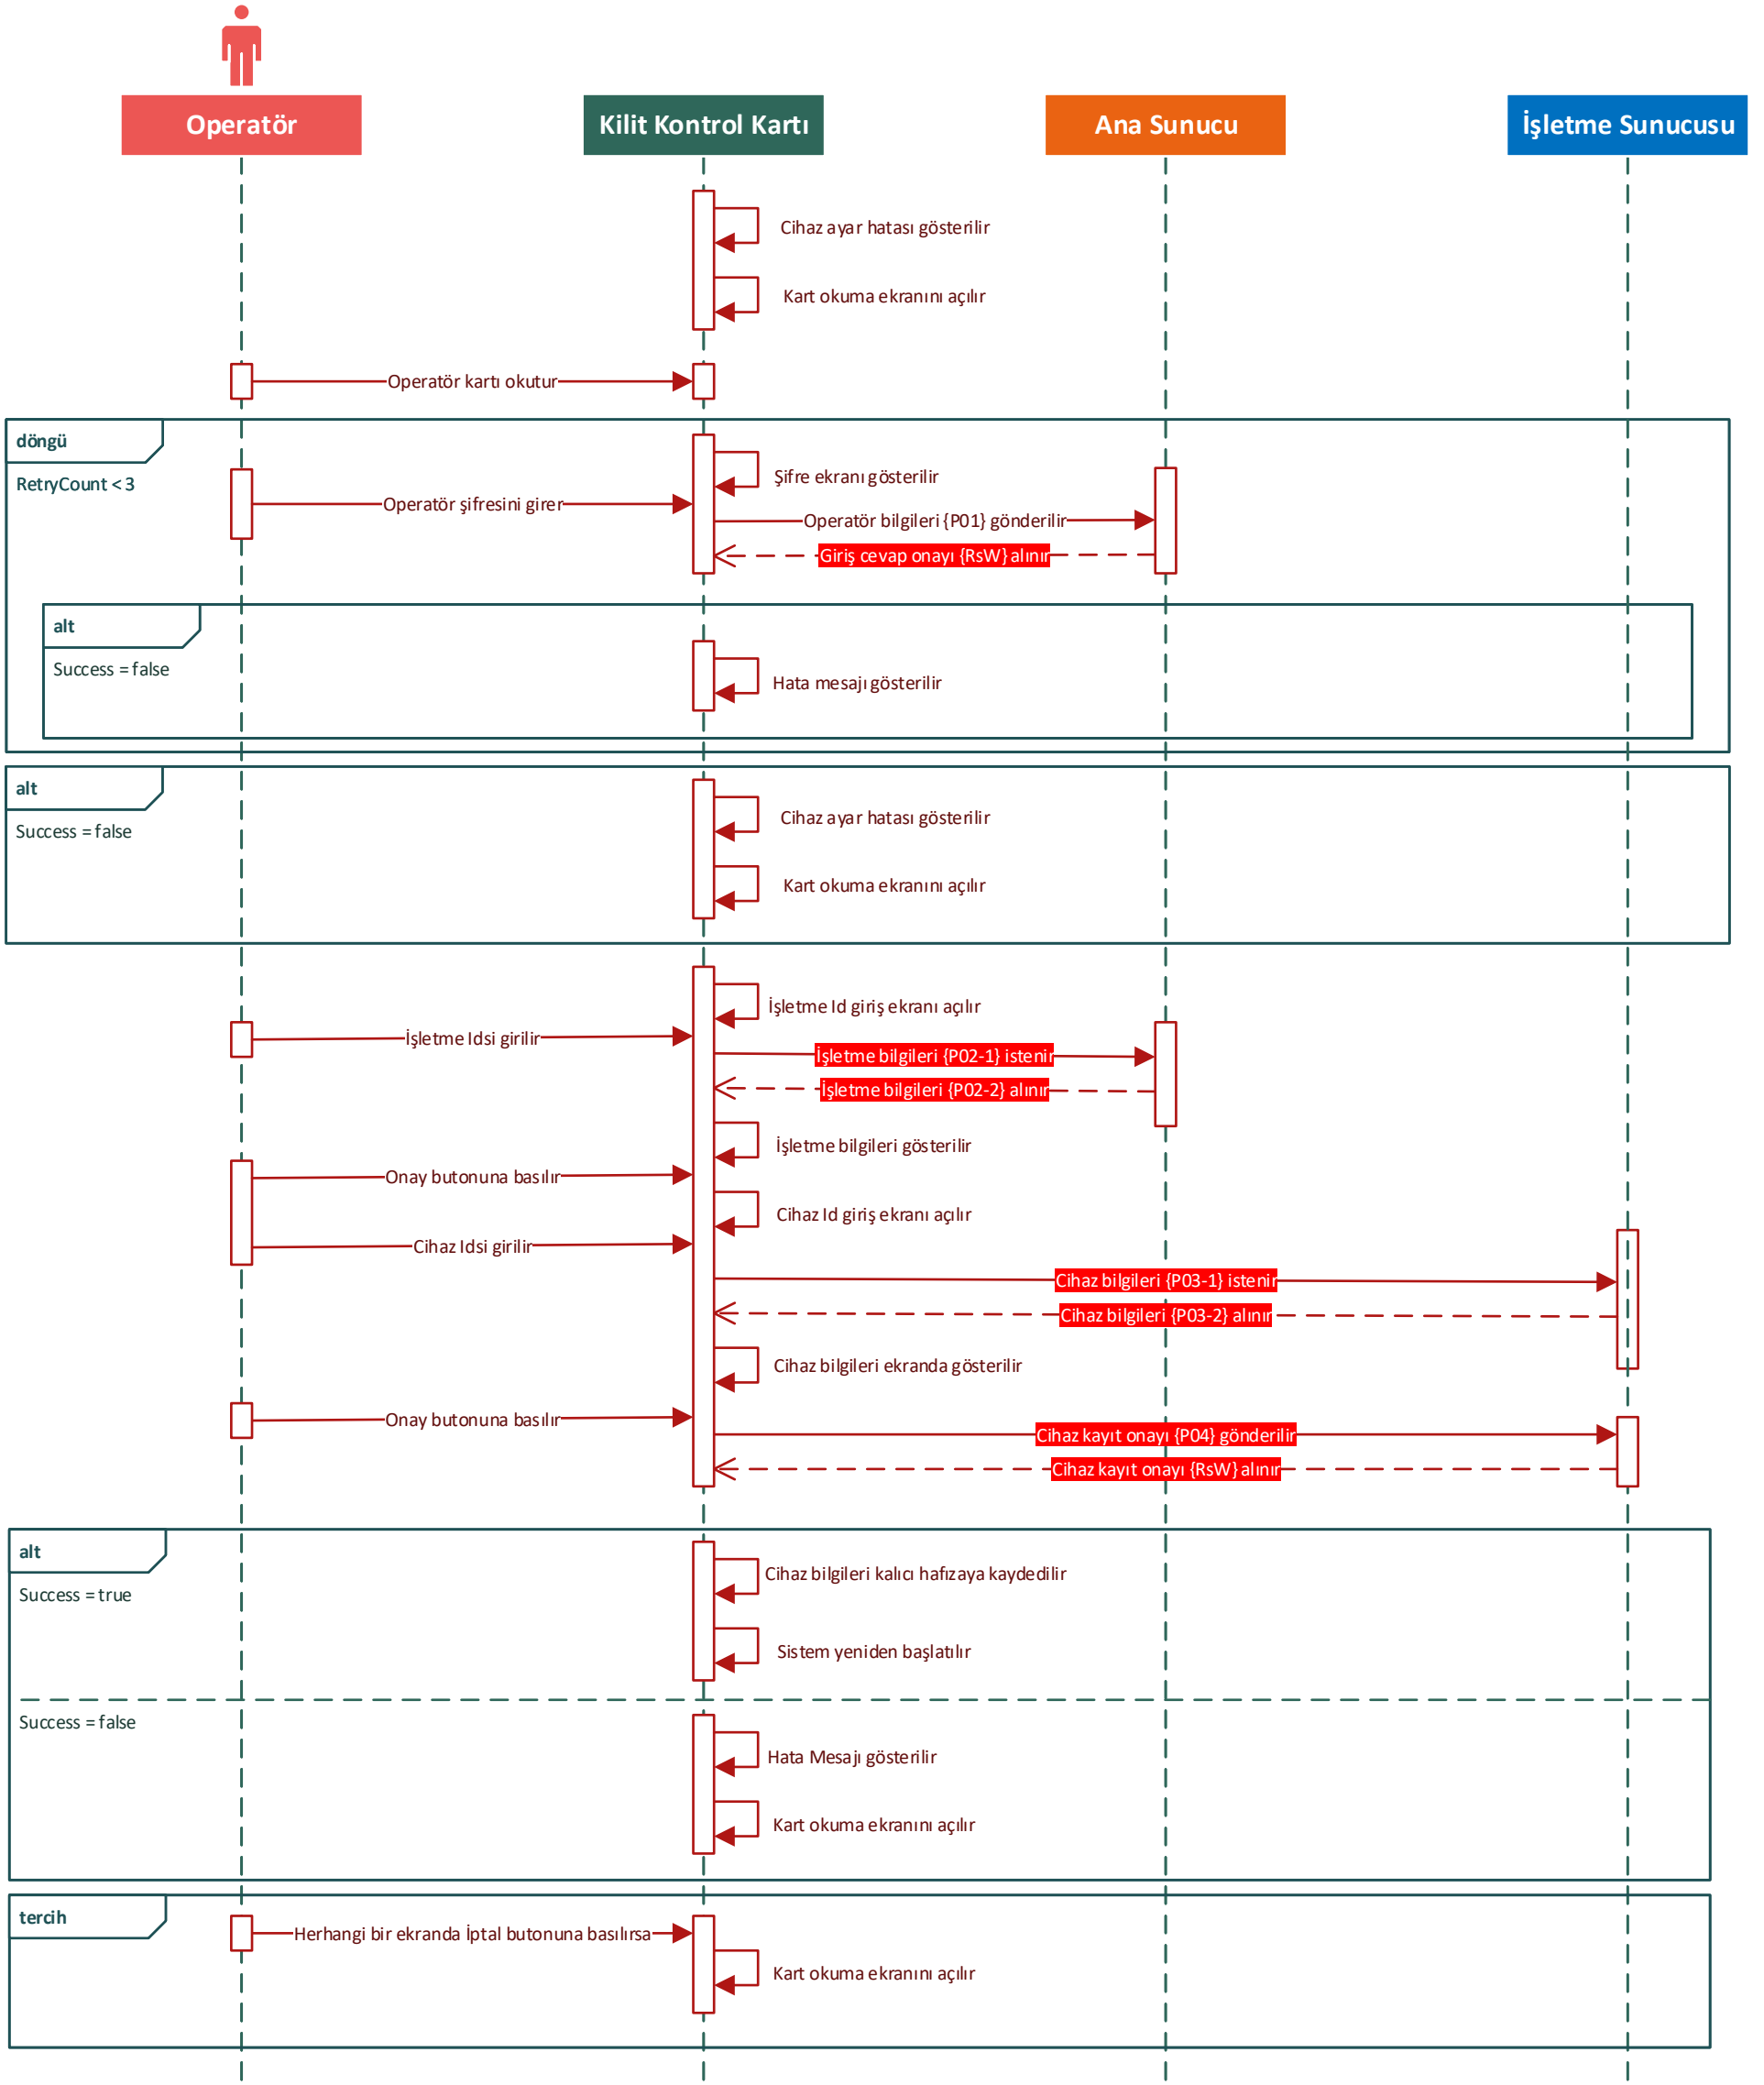 Operatör
Kilit Kontrol Kartı
Ana Sunucu
İşletme Sunucusu
Cihaz ayar hatası gösterilir
Kart okuma ekranını açılır
Operatör kartı okutur
döngü
RetryCount < 3
Şifre ekranı gösterilir
Operatör şifresini girer
Operatör bilgileri {P01} gönderilir
Giriş cevap onayı {RsW} alınır
alt
Success = false
Hata mesajı gösterilir
alt
Success = false
Cihaz ayar hatası gösterilir
Kart okuma ekranını açılır
İşletme Id giriş ekranı açılır
İşletme Idsi girilir
İşletme bilgileri {P02-1} istenir
İşletme bilgileri {P02-2} alınır
İşletme bilgileri gösterilir
Onay butonuna basılır
Cihaz Id giriş ekranı açılır
Cihaz Idsi girilir
Cihaz bilgileri {P03-1} istenir
Cihaz bilgileri {P03-2} alınır
Cihaz bilgileri ekranda gösterilir
Onay butonuna basılır
Cihaz kayıt onayı {P04} gönderilir
Cihaz kayıt onayı {RsW} alınır
alt
Success = true
Cihaz bilgileri kalıcı hafızaya kaydedilir
Sistem yeniden başlatılır
Success = false
Hata Mesajı gösterilir
Kart okuma ekranını açılır
tercih
Herhangi bir ekranda İptal butonuna basılırsa
Kart okuma ekranını açılır